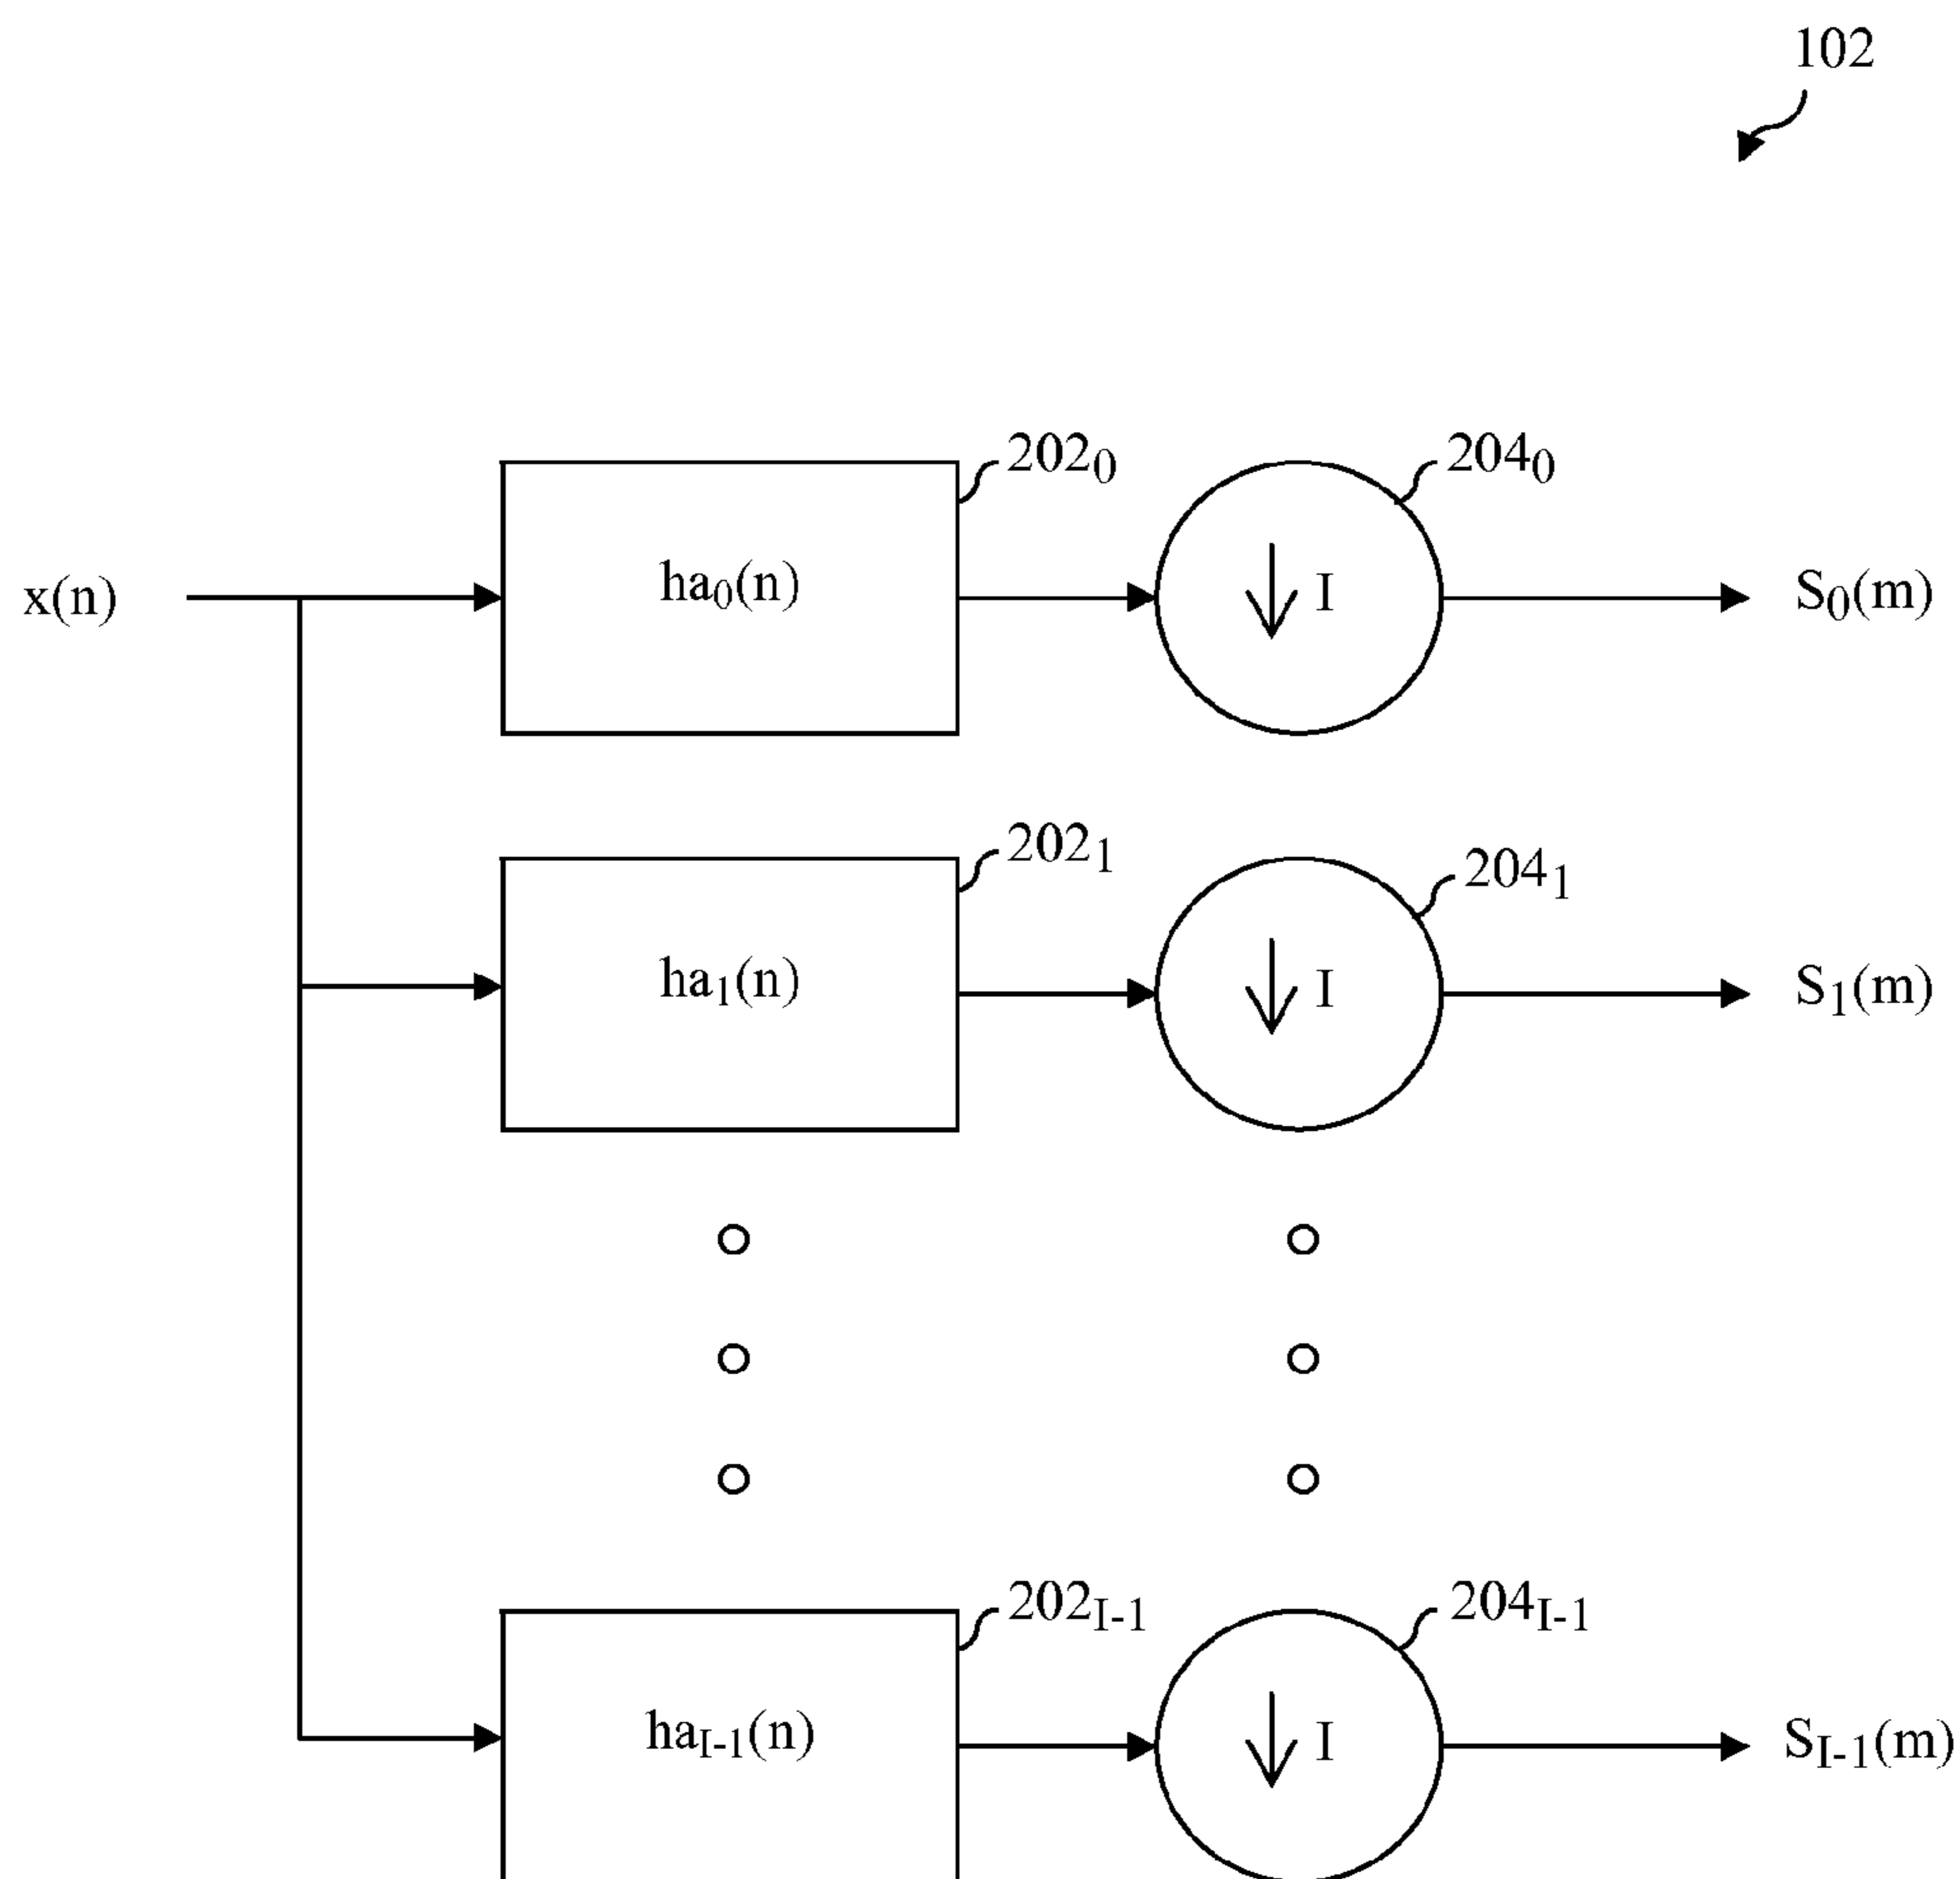 102
202₀
204₀
x(n)
ha₀(n)
↓ I
S₀(m)
202₁
204₁
ha₁(n)
↓ I
S₁(m)
202I-1
204I-1
haI-1(n)
↓ I
SI-1(m)